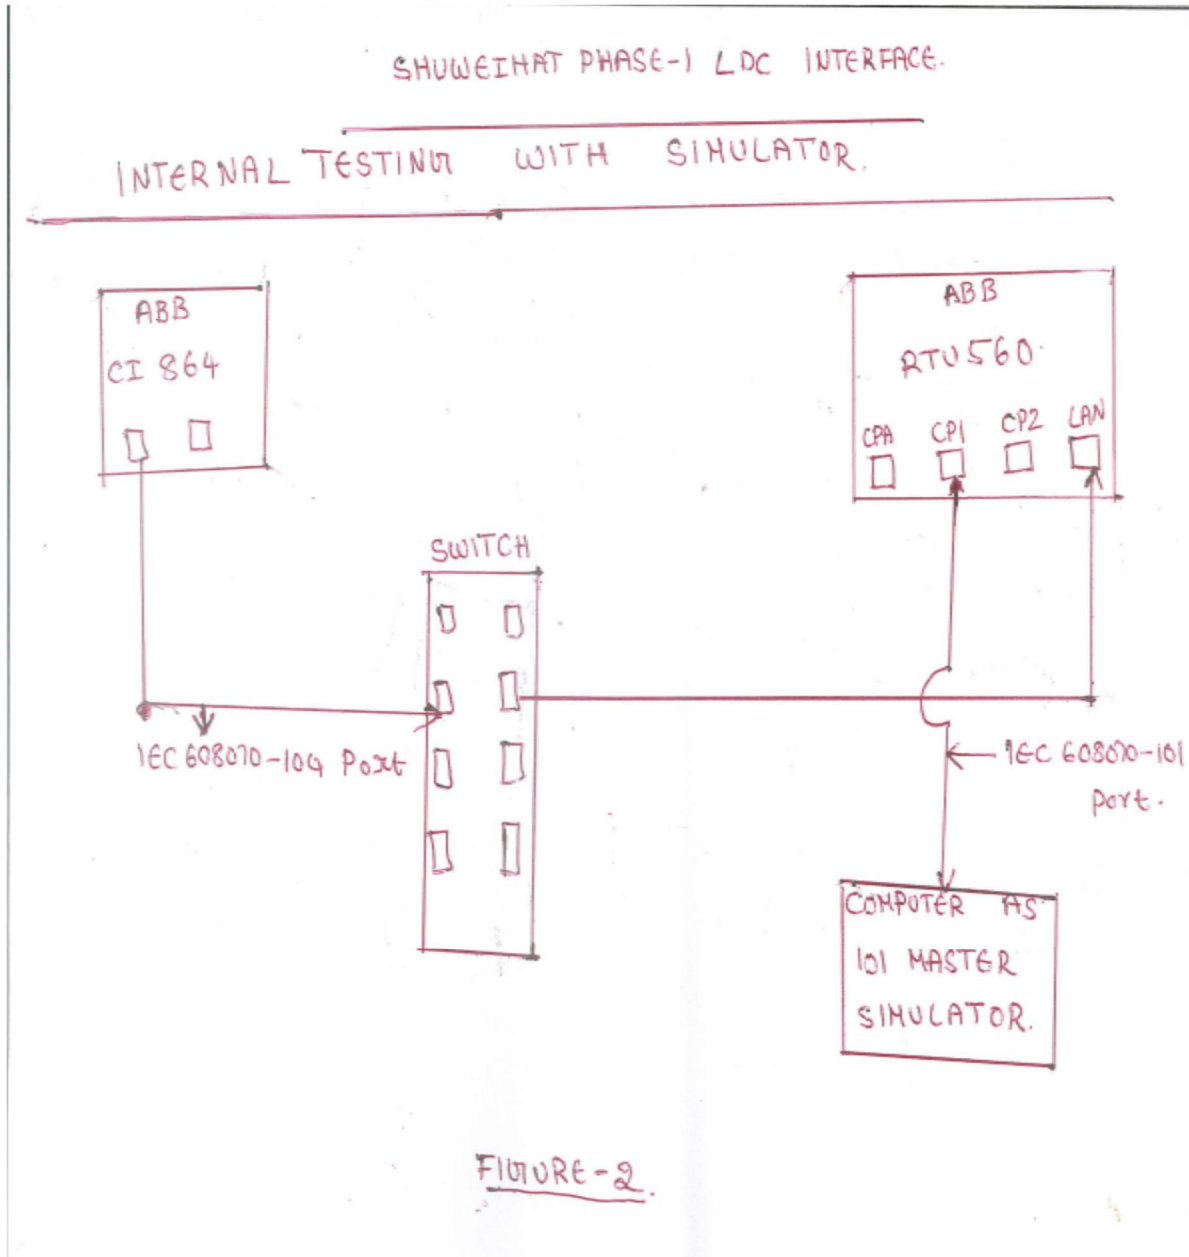 SHUWEIHAT PHASE-1 LDC INTERFACE.
INTERNAL TESTING WITH SIMULATOR.
ABB
CI 864
ABB
RTU560.
CPA CP1 CP2 LAN
SWITCH
IEC 608070-104 Port
IEC 608070-101
port.
COMPUTER AS
101 MASTER
SIMULATOR.
FIGURE-2.